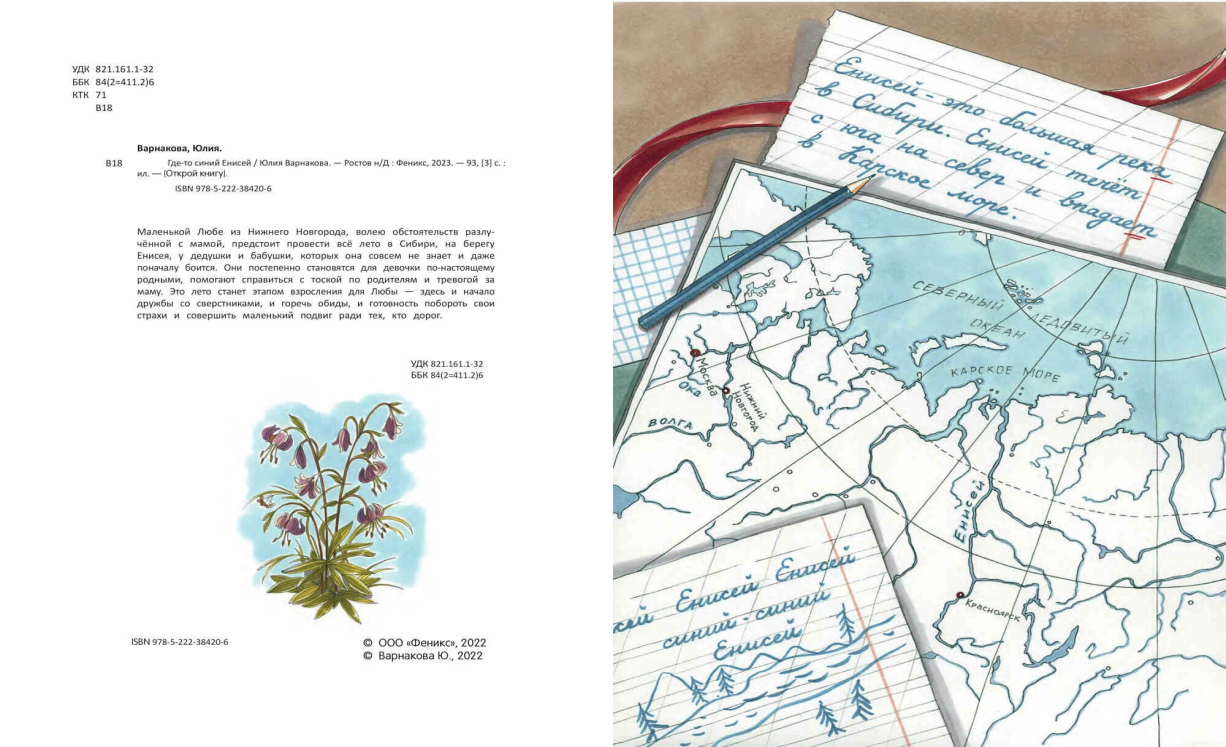 УДК 821.161.1-32
ББК 84(2=411.2)6
КТК 71
В18
Варнакова, Юлия.
В18 Где-то синий Енисей / Юлия Варнакова. — Ростов н/Д : Феникс, 2023. — 93, [3] с. :
ил. — (Открой книгу).
ISBN 978-5-222-38420-6
Маленькой Любе из Нижнего Новгорода, волею обстоятельств разлу-
чённой с мамой, предстоит провести всё лето в Сибири, на берегу
Енисея, у дедушки и бабушки, которых она совсем не знает и даже
поначалу боится. Они постепенно становятся для девочки по-настоящему
родными, помогают справиться с тоской по родителям и тревогой за
маму. Это лето станет этапом взросления для Любы — здесь и начало
дружбы со сверстниками, и горечь обиды, и готовность побороть свои
страхи и совершить маленький подвиг ради тех, кто дорог.
УДК 821.161.1-32
ББК 84(2=411.2)6
ISBN 978-5-222-38420-6
© ООО «Феникс», 2022
© Варнакова Ю., 2022
Енисей - это большая река
в Сибири. Енисей течёт
с юга на север и впадает
в Карское море.
СЕВЕРНЫЙ ЛЕДОВИТЫЙ
ОКЕАН
КАРСКОЕ МОРЕ
Москва
Ока
Нижний
Новгород
ВОЛГА
Енисей
Красноярск
сей Енисей Енисей
синий-синий
Енисей